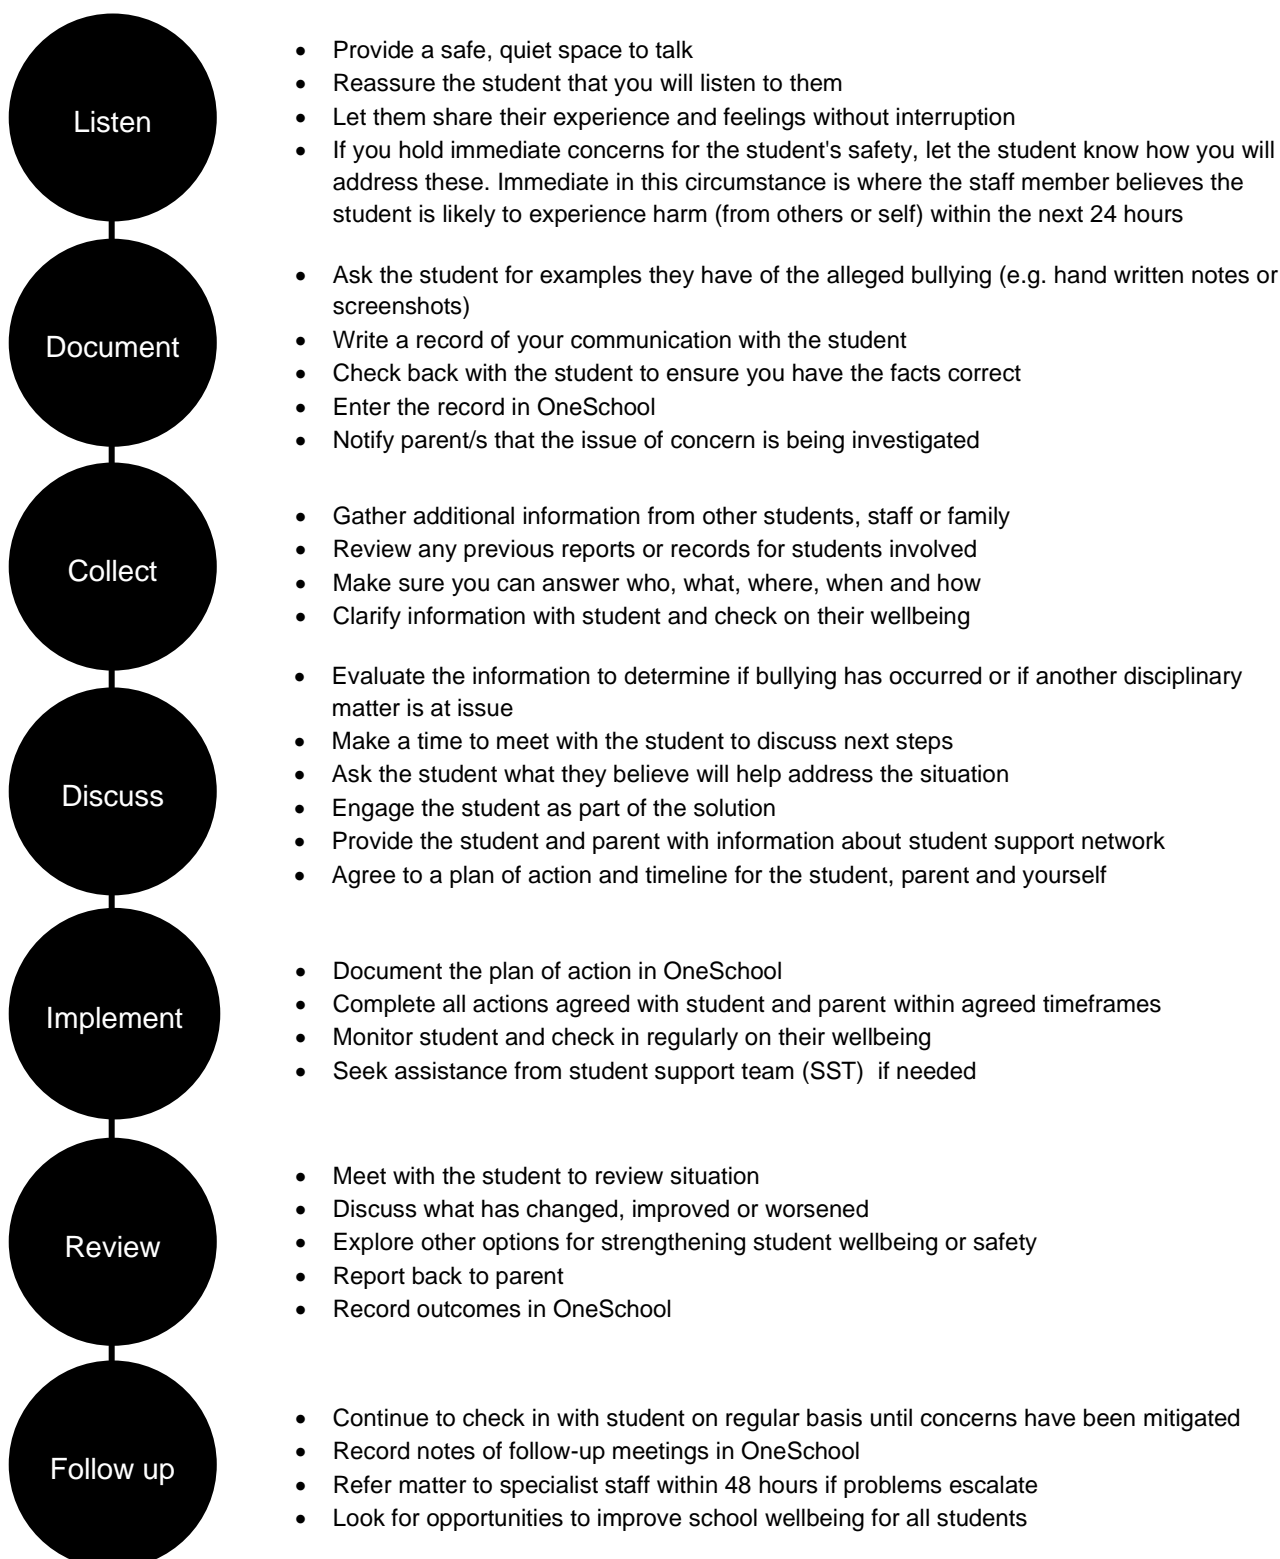 Listen
• Provide a safe, quiet space to talk
• Reassure the student that you will listen to them
• Let them share their experience and feelings without interruption
• If you hold immediate concerns for the student's safety, let the student know how you will
address these. Immediate in this circumstance is where the staff member believes the
student is likely to experience harm (from others or self) within the next 24 hours
Document
• Ask the student for examples they have of the alleged bullying (e.g. hand written notes or
screenshots)
• Write a record of your communication with the student
• Check back with the student to ensure you have the facts correct
• Enter the record in OneSchool
• Notify parent/s that the issue of concern is being investigated
Collect
• Gather additional information from other students, staff or family
• Review any previous reports or records for students involved
• Make sure you can answer who, what, where, when and how
• Clarify information with student and check on their wellbeing
Discuss
• Evaluate the information to determine if bullying has occurred or if another disciplinary
matter is at issue
• Make a time to meet with the student to discuss next steps
• Ask the student what they believe will help address the situation
• Engage the student as part of the solution
• Provide the student and parent with information about student support network
• Agree to a plan of action and timeline for the student, parent and yourself
Implement
• Document the plan of action in OneSchool
• Complete all actions agreed with student and parent within agreed timeframes
• Monitor student and check in regularly on their wellbeing
• Seek assistance from student support team (SST)  if needed
Review
• Meet with the student to review situation
• Discuss what has changed, improved or worsened
• Explore other options for strengthening student wellbeing or safety
• Report back to parent
• Record outcomes in OneSchool
Follow up
• Continue to check in with student on regular basis until concerns have been mitigated
• Record notes of follow-up meetings in OneSchool
• Refer matter to specialist staff within 48 hours if problems escalate
• Look for opportunities to improve school wellbeing for all students